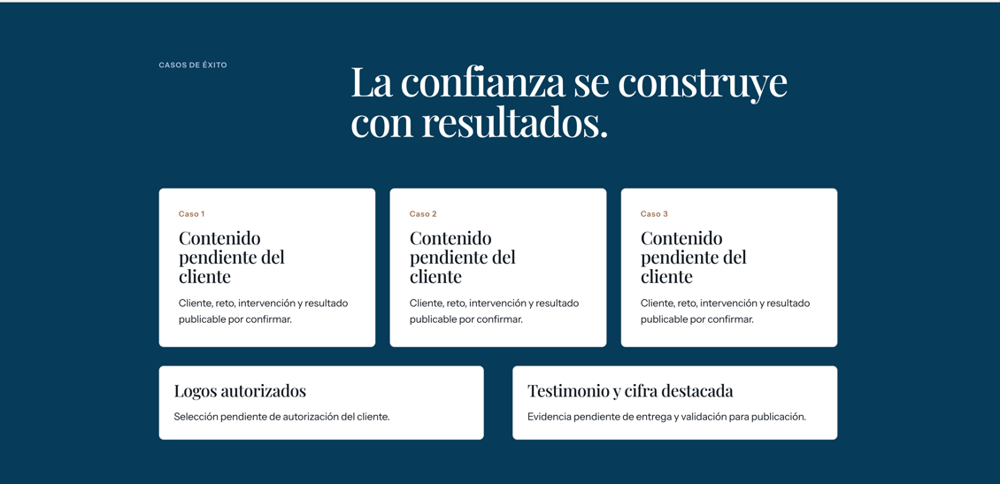 CASOS DE ÉXITO
La confianza se construye
con resultados.
Caso 1
Contenido
pendiente del
cliente
Cliente, reto, intervención y resultado
publicable por confirmar.
Caso 2
Contenido
pendiente del
cliente
Cliente, reto, intervención y resultado
publicable por confirmar.
Caso 3
Contenido
pendiente del
cliente
Cliente, reto, intervención y resultado
publicable por confirmar.
Logos autorizados
Selección pendiente de autorización del cliente.
Testimonio y cifra destacada
Evidencia pendiente de entrega y validación para publicación.